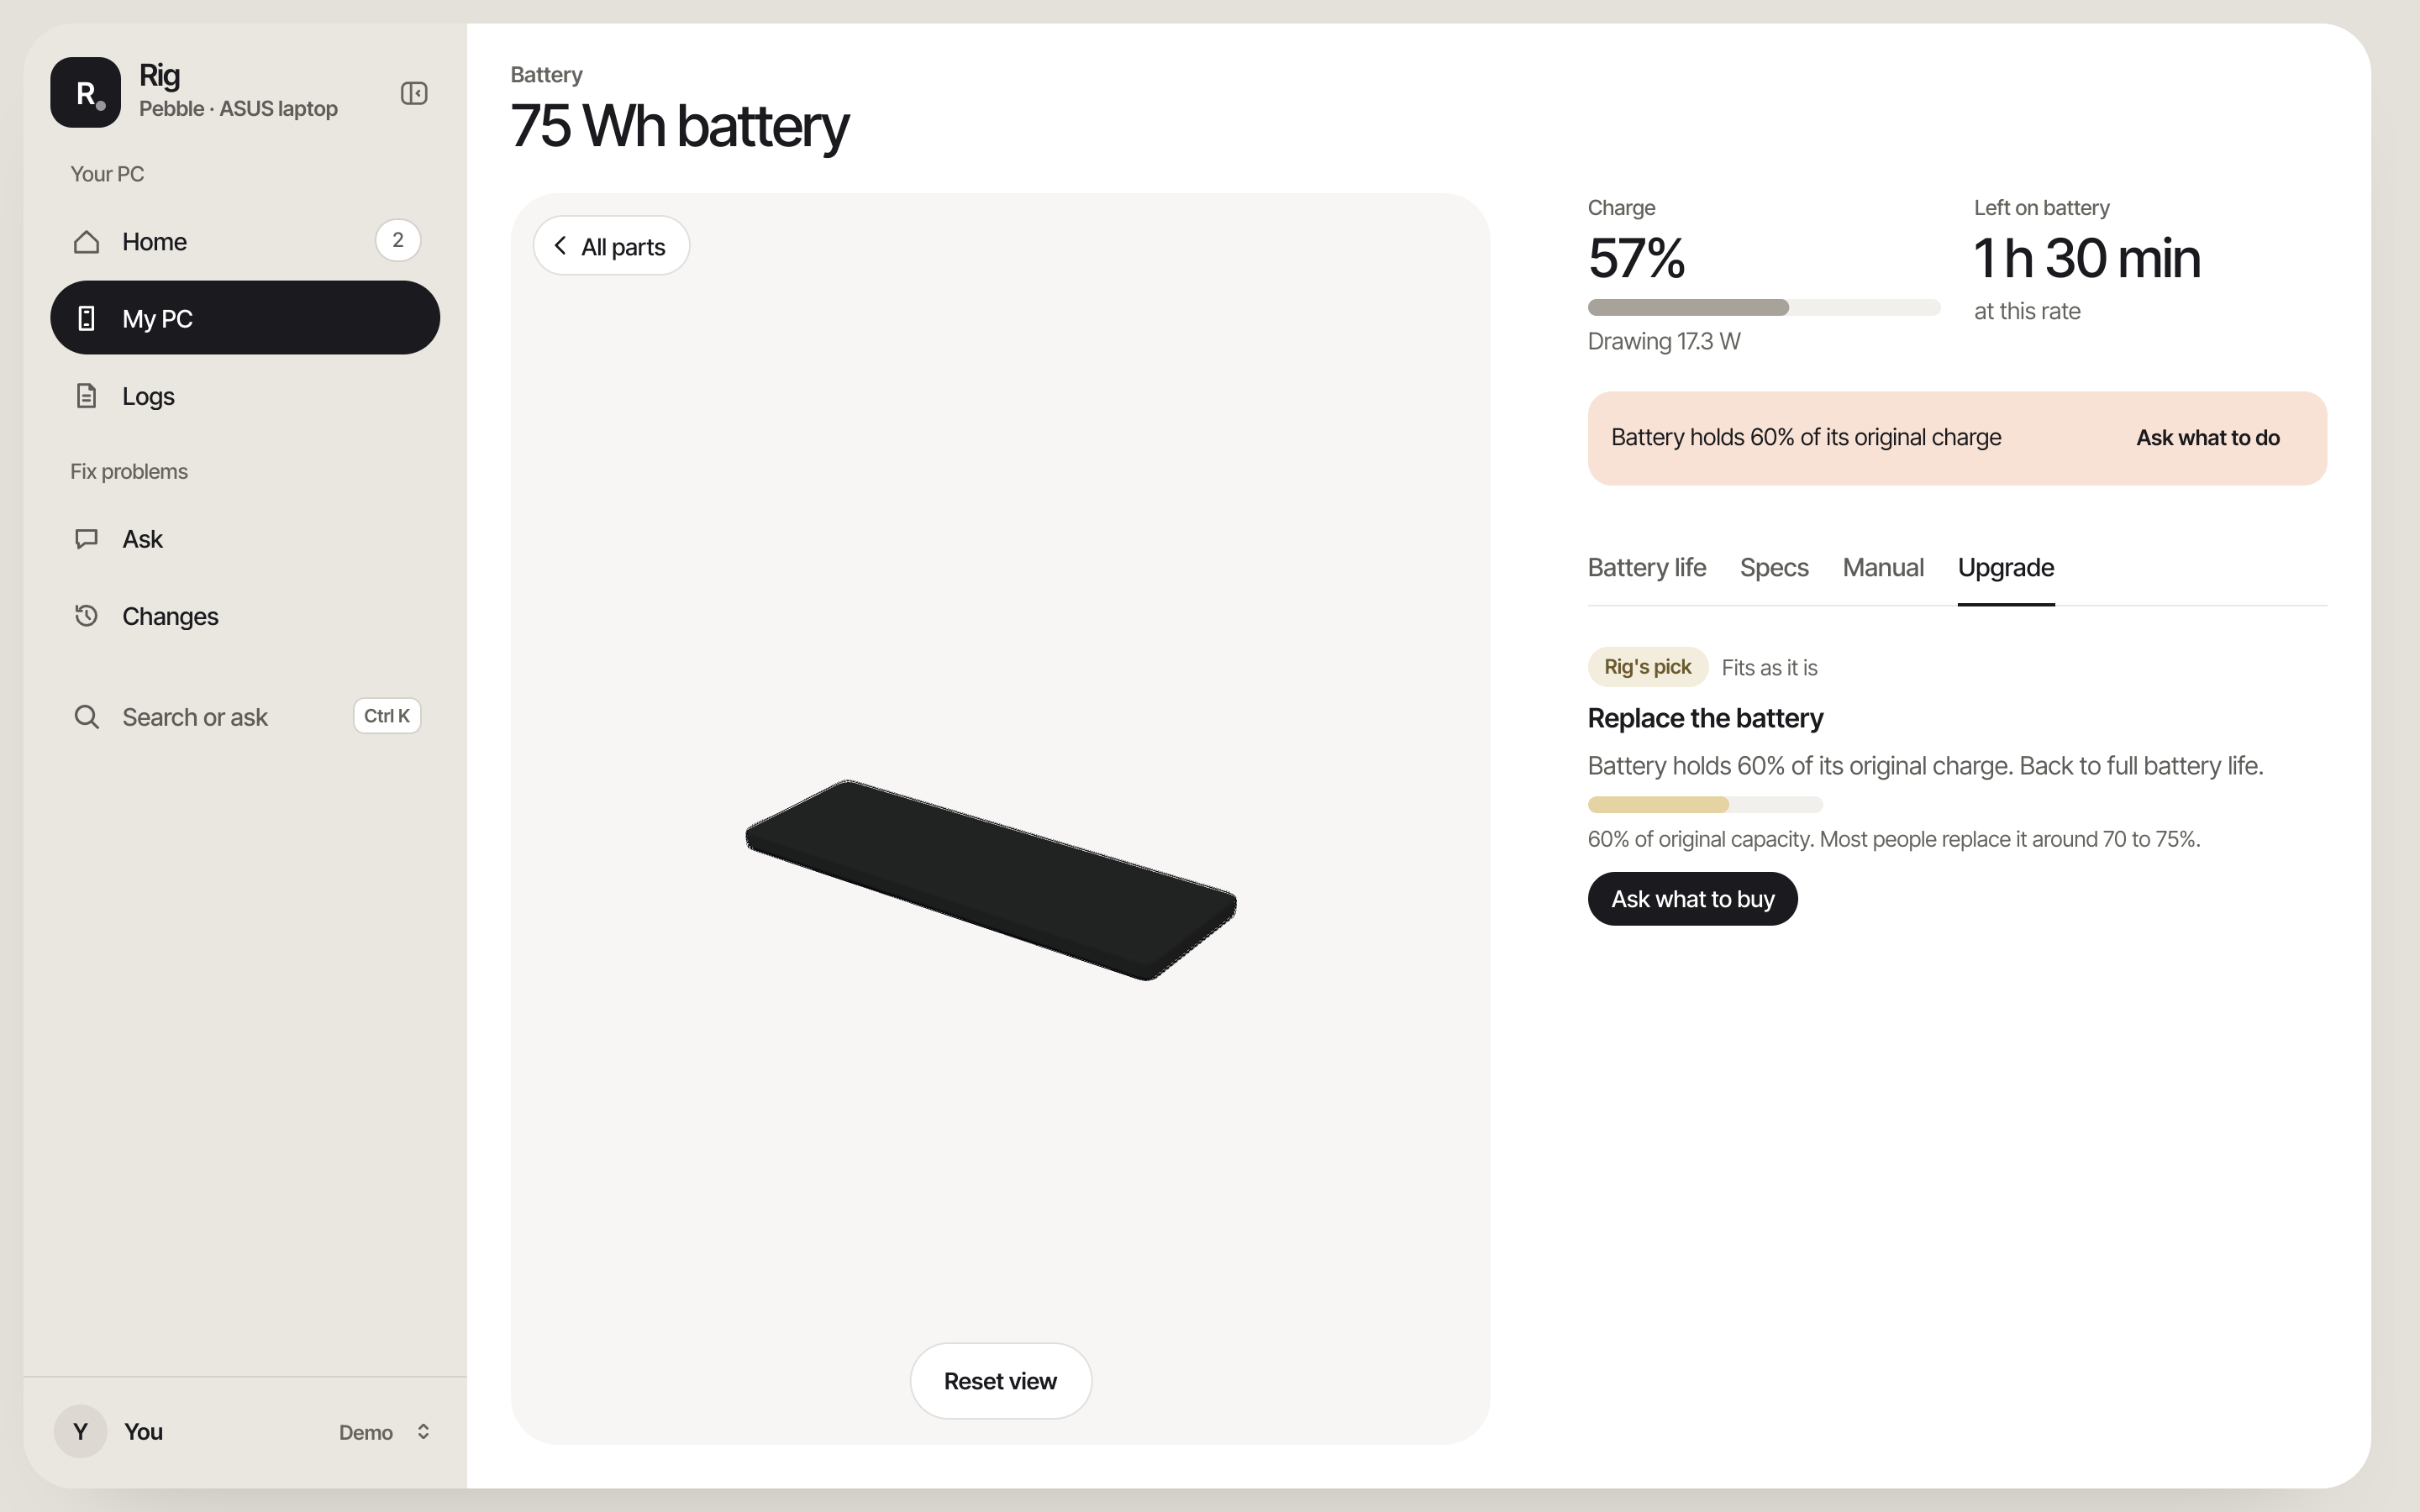 R.
Rig
Pebble · ASUS laptop
Your PC
Home
2
My PC
Logs
Fix problems
Ask
Changes
Search or ask
Ctrl K
Y
You
Demo
Battery
75 Wh battery
All parts
Reset view
Charge
57%
Drawing 17.3 W
Left on battery
1 h 30 min
at this rate
Battery holds 60% of its original charge
Ask what to do
Battery life
Specs
Manual
Upgrade
Rig's pick
Fits as it is
Replace the battery
Battery holds 60% of its original charge. Back to full battery life.
60% of original capacity. Most people replace it around 70 to 75%.
Ask what to buy